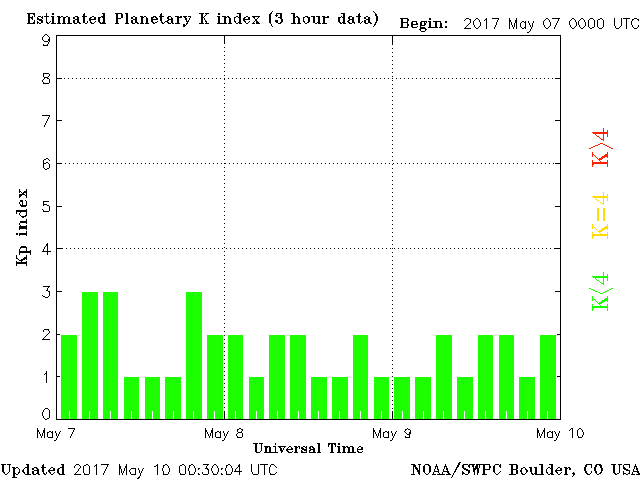 Estimated Planetary K index (3 hour data)
Begin: 2017 May 07 0000 UTC
9
8
7
6
5
4
3
2
1
0
Kp index
K>4
K=4
K<4
May 7
May 8
May 9
May 10
Universal Time
Updated 2017 May 10 00:30:04 UTC
NOAA/SWPC Boulder, CO USA